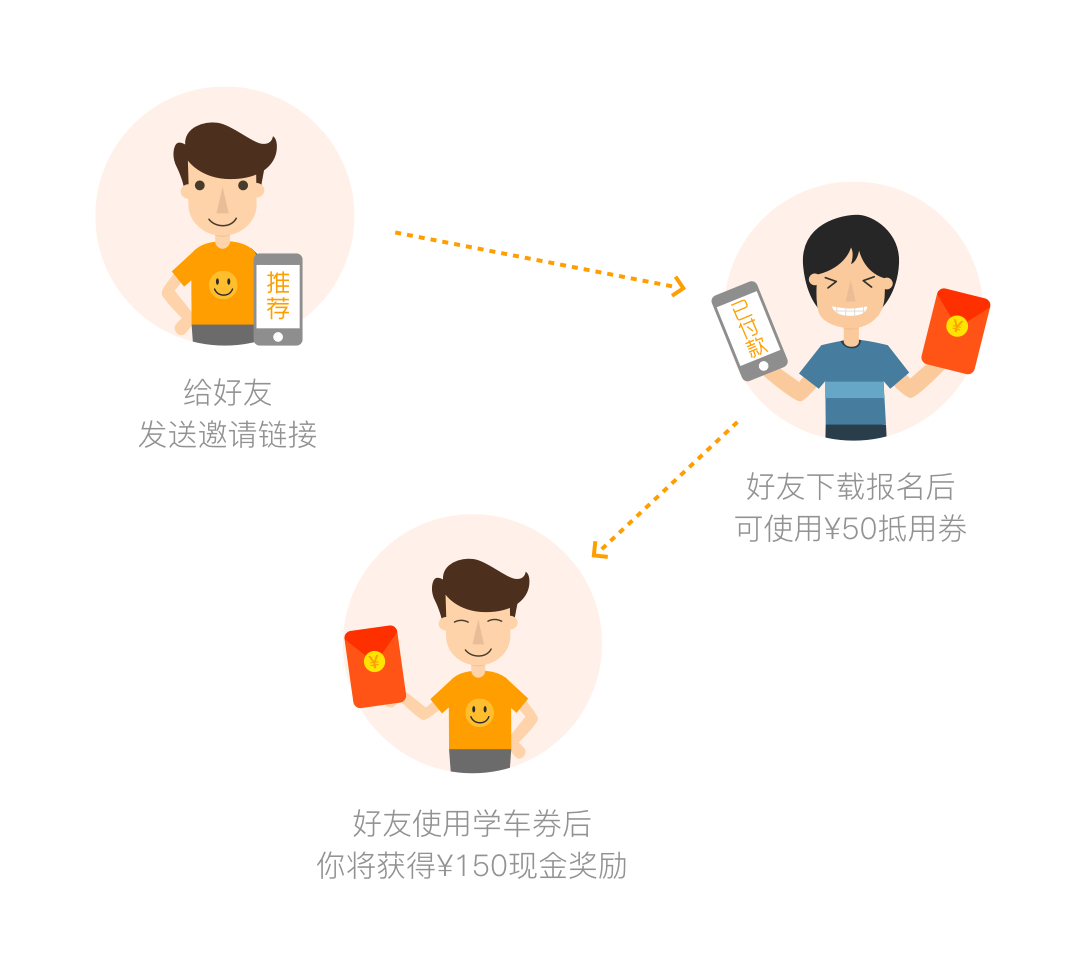 推
荐
给好友
发送邀请链接
已付款
¥
好友下载报名后
可使用¥50抵用券
¥
好友使用学车券后
你将获得¥150现金奖励